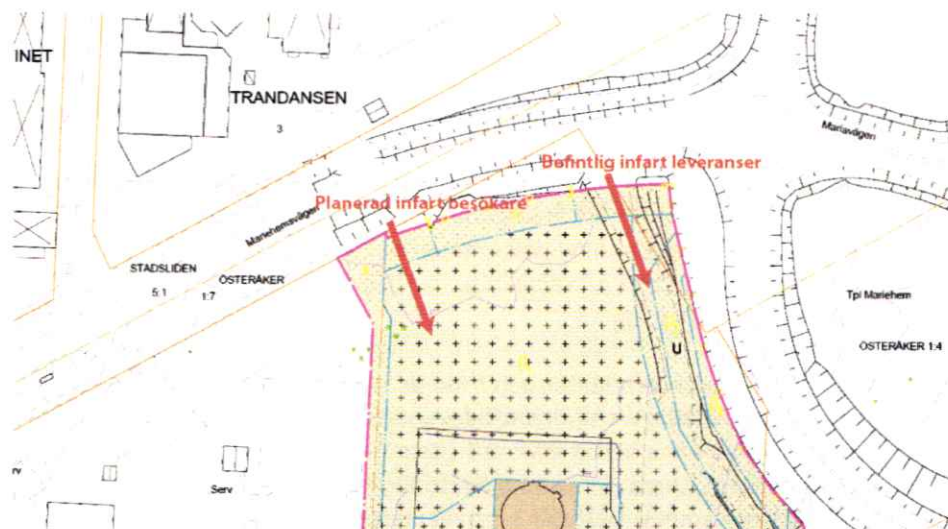 INET
TRANDANSEN
3
Mariavägen
Befintlig infart leveranser
Planerad infart besökare
Mariehemsvägen
STADSLIDEN
ÖSTERÅKER
5:1
1:7
Tpl Mariehem
U
ÖSTERÅKER 1:4
rv
Serv